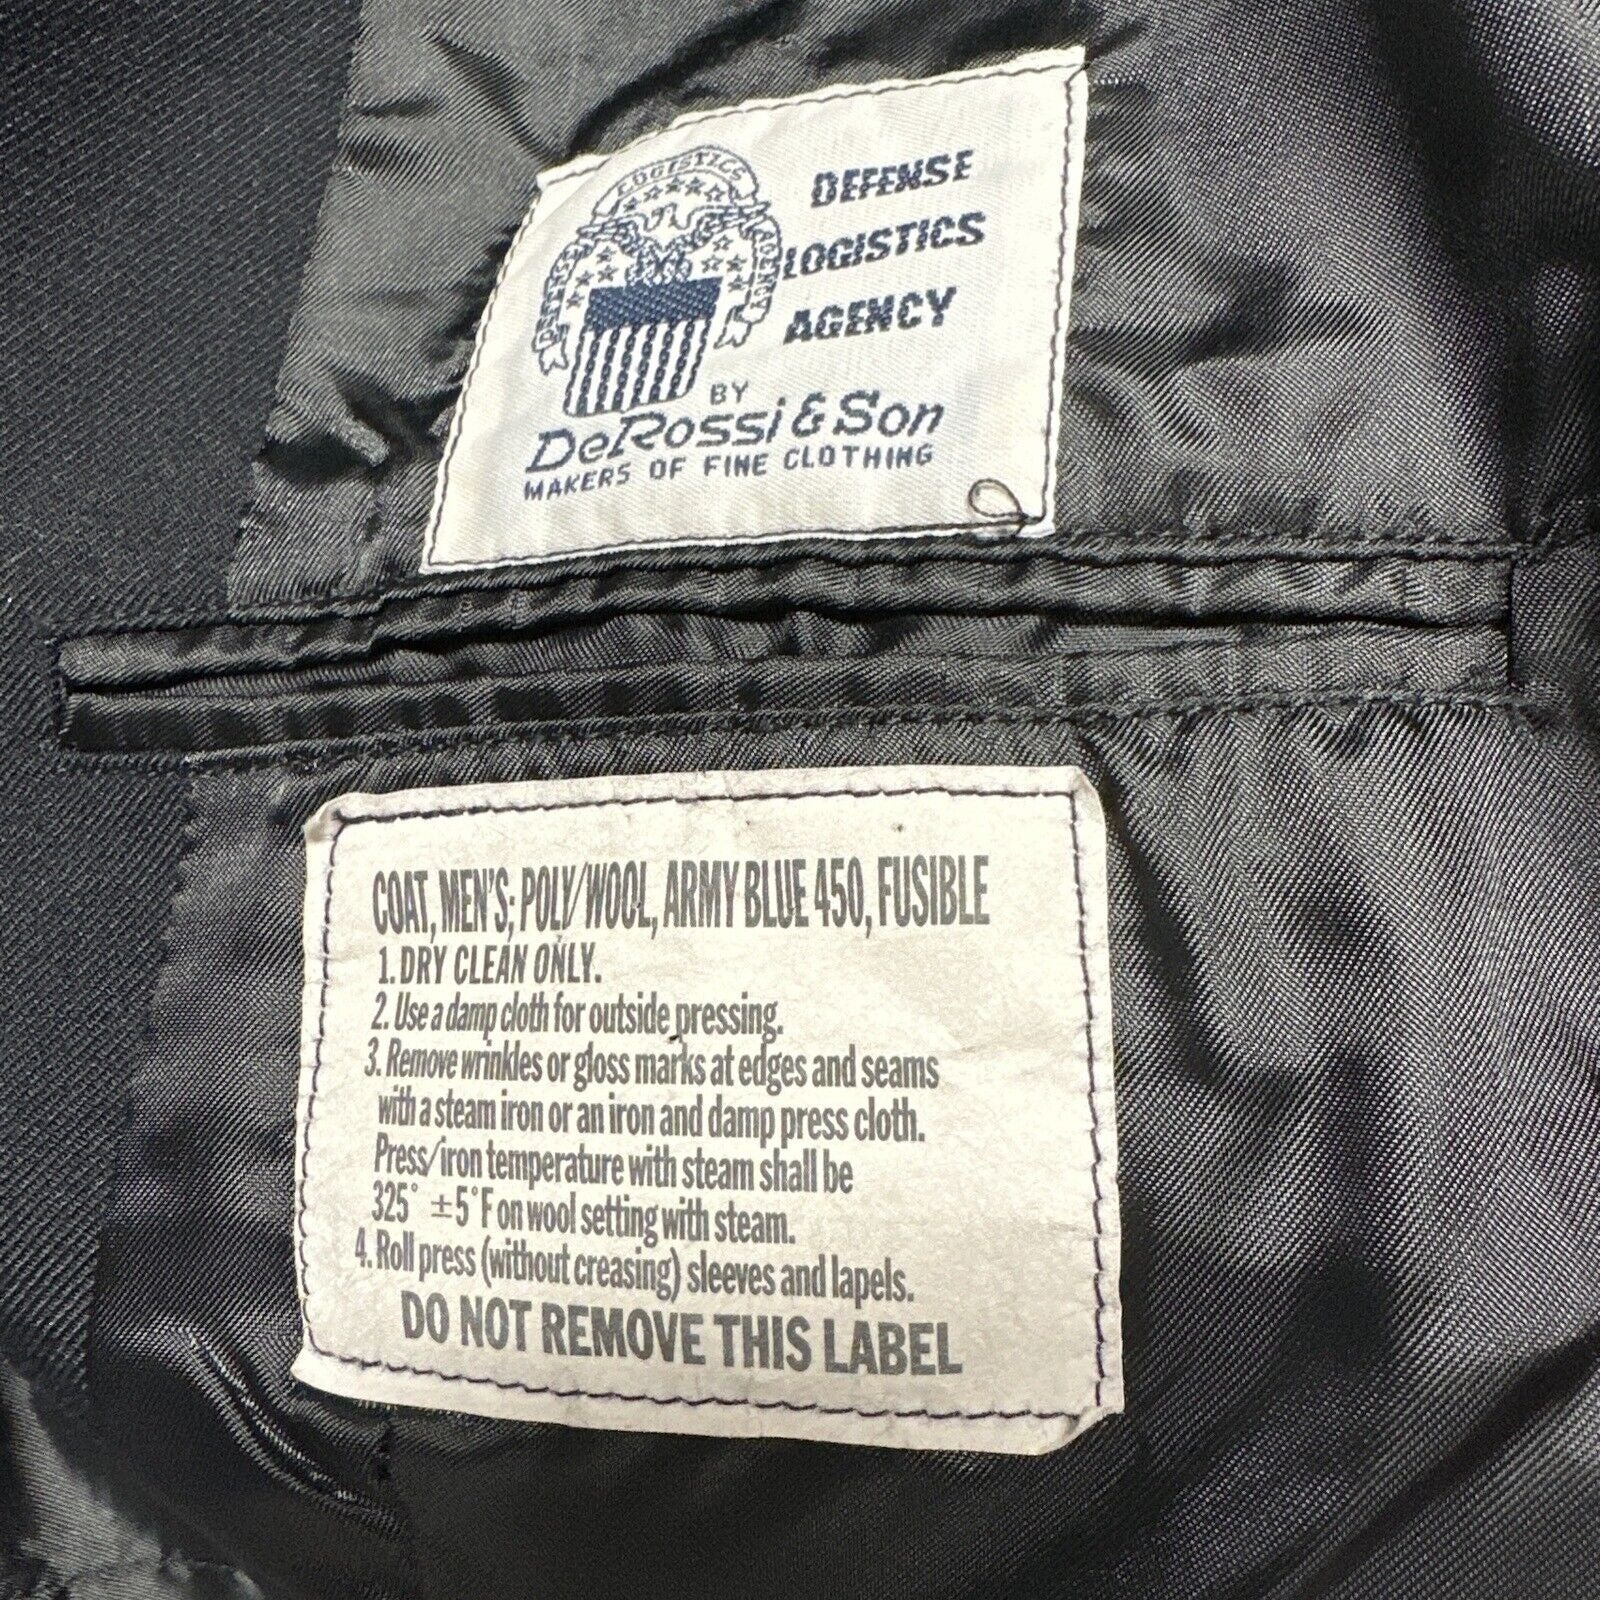 DEFENSE LOGISTICS AGENCY
DEFENSE
LOGISTICS
AGENCY
BY
DeRossi & Son
MAKERS OF FINE CLOTHING
COAT, MEN'S; POLY/WOOL, ARMY BLUE 450, FUSIBLE
1. DRY CLEAN ONLY.
2. Use a damp cloth for outside pressing.
3. Remove wrinkles or gloss marks at edges and seams
with a steam iron or an iron and damp press cloth.
Press/iron temperature with steam shall be
325° ±5°F on wool setting with steam.
4. Roll press (without creasing) sleeves and lapels.
DO NOT REMOVE THIS LABEL